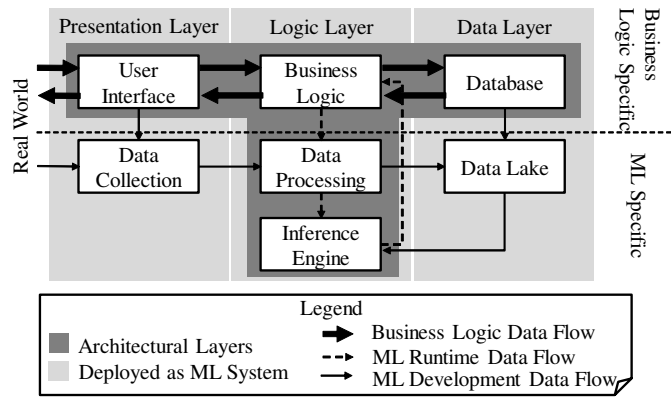 Presentation Layer
Logic Layer
Data Layer
Business
Logic Specific
User
Interface
Business
Logic
Database
Real World
Data
Collection
Data
Processing
Data Lake
ML Specific
Inference
Engine
Legend
Architectural Layers
Deployed as ML System
Business Logic Data Flow
ML Runtime Data Flow
ML Development Data Flow